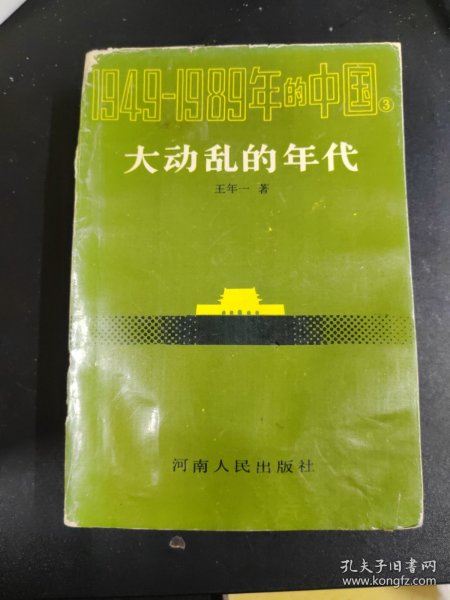 1949-1989年的中国③
大动乱的年代
王年一 著
河南人民出版社
孔夫子旧书网
www.kongfz.com